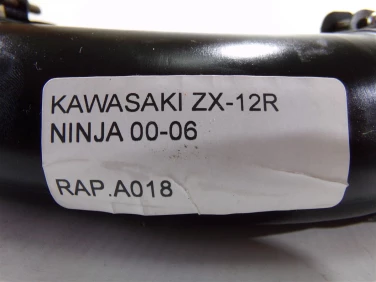 KAWASAKI ZX-12R
NINJA 00-06
RAP.A018